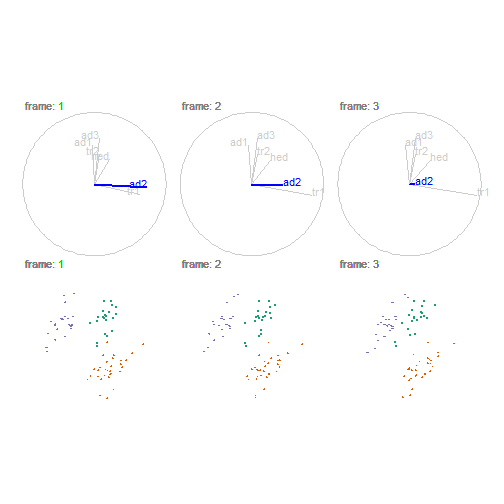 frame: 1 frame: 2 frame: 3
ad3 ad3 ad3
ad1 ad1 ad1
tr2 tr2 tr2
hed hed hed
ad2 ad2 ad2
tr1 tr1 tr1
frame: 1 frame: 2 frame: 3